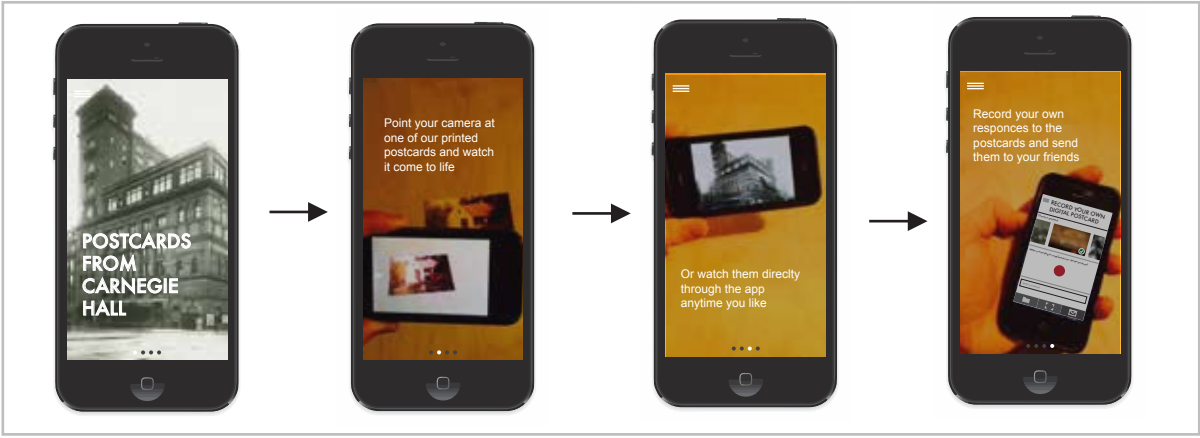 POSTCARDS
FROM
CARNEGIE
HALL
Point your camera at
one of our printed
postcards and watch
it come to life
Or watch them direclty
through the app
anytime you like
Record your own
responces to the
postcards and send
them to your friends
RECORD YOUR OWN
DIGITAL POSTCARD